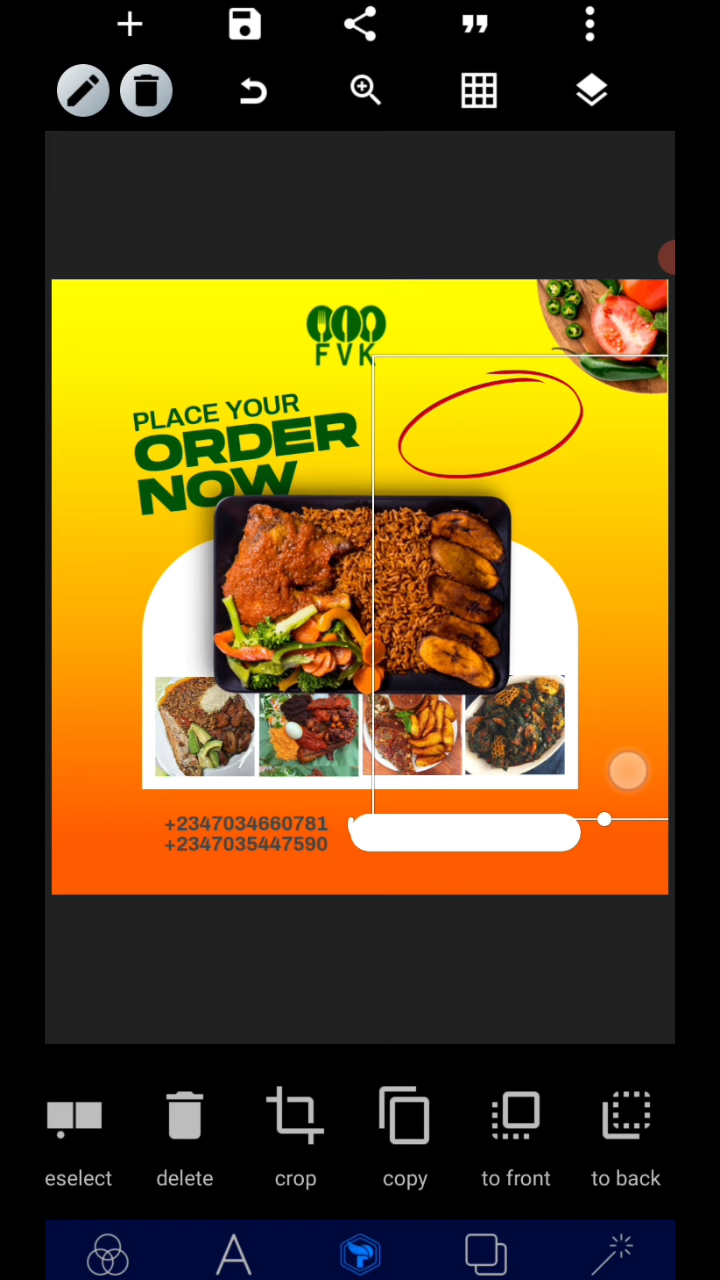 FVK
PLACE YOUR
ORDER
NOW
+2347034660781
+2347035447590
eselect
delete
crop
copy
to front
to back